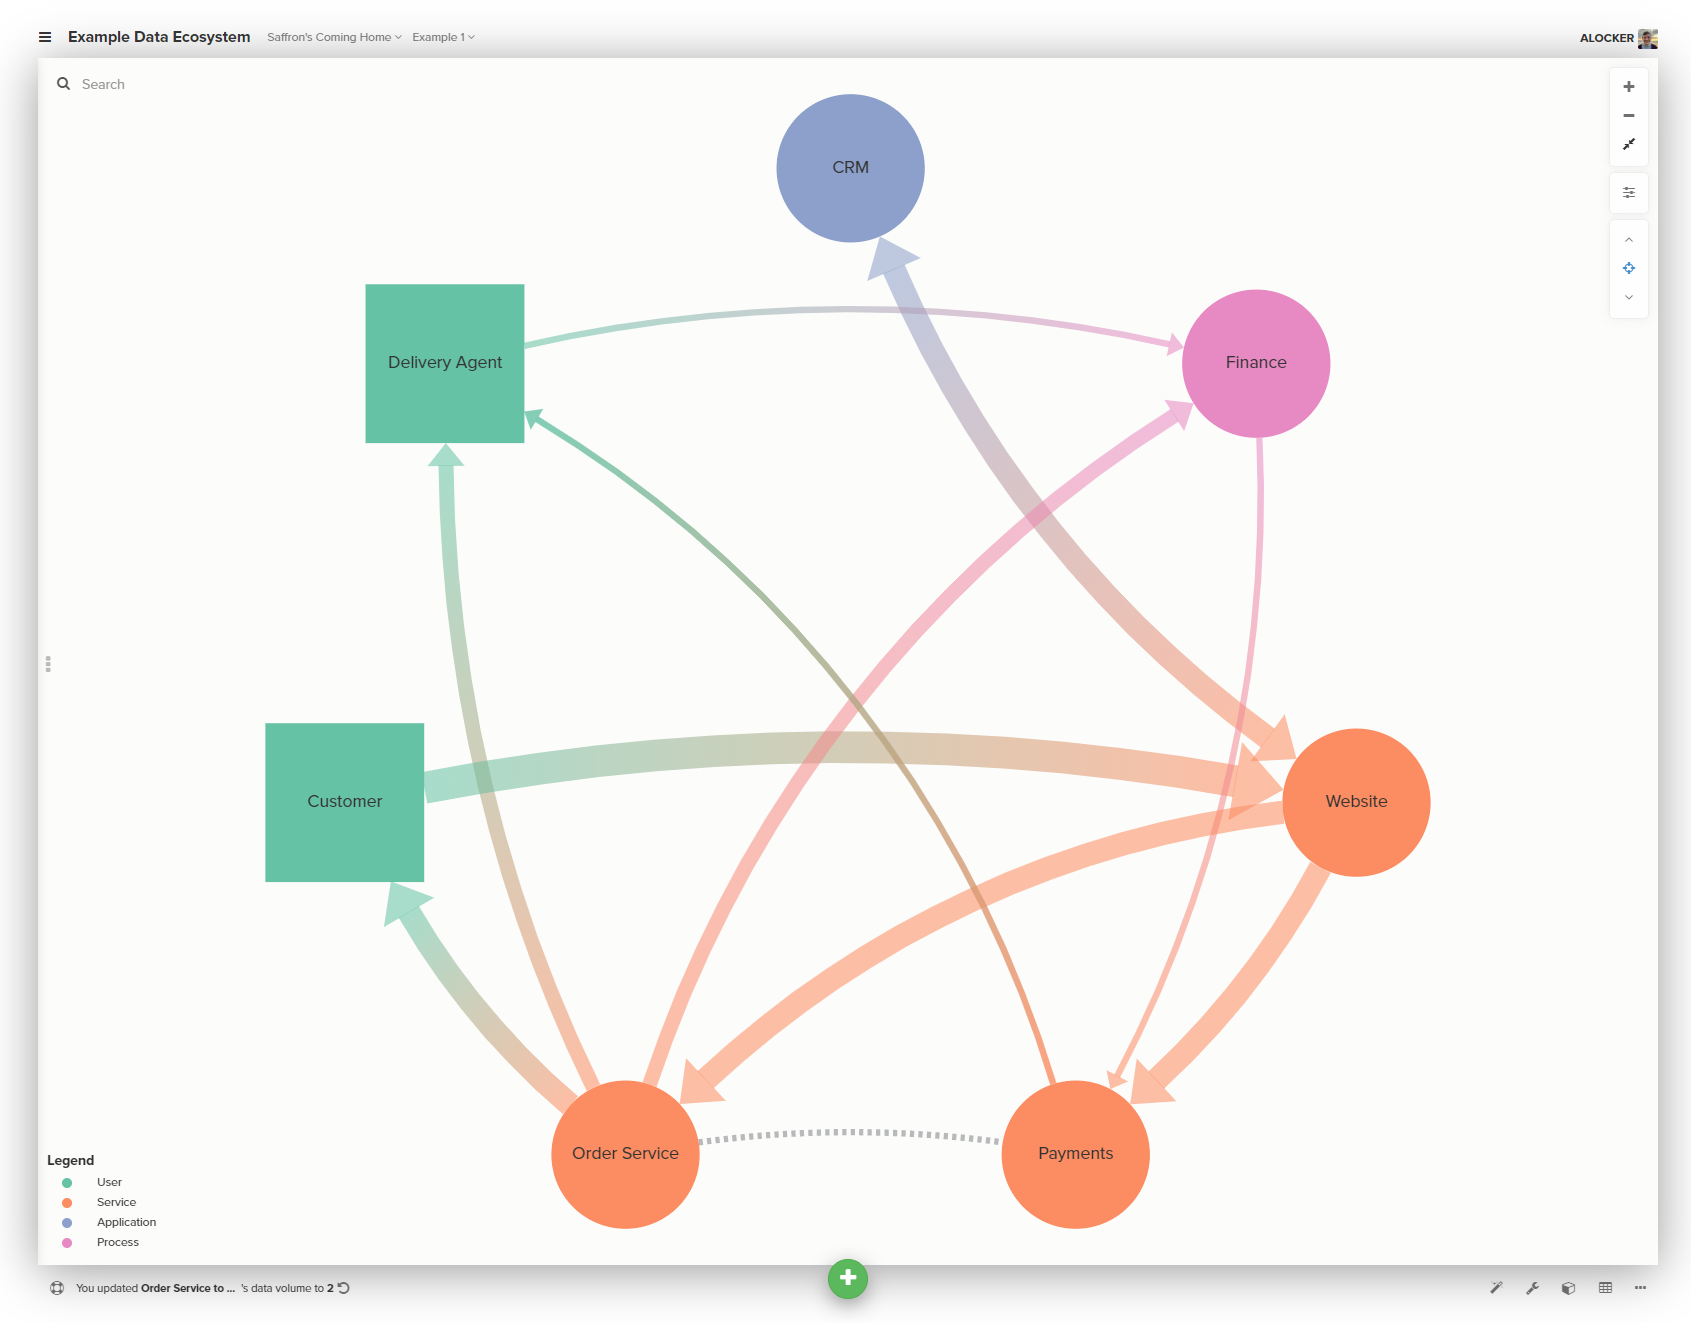 Example Data Ecosystem Saffron's Coming Home Example 1
ALOCKER
Search
CRM
Delivery Agent
Finance
Customer
Website
Order Service
Payments
Legend
User
Service
Application
Process
You updated Order Service to ... 's data volume to 2